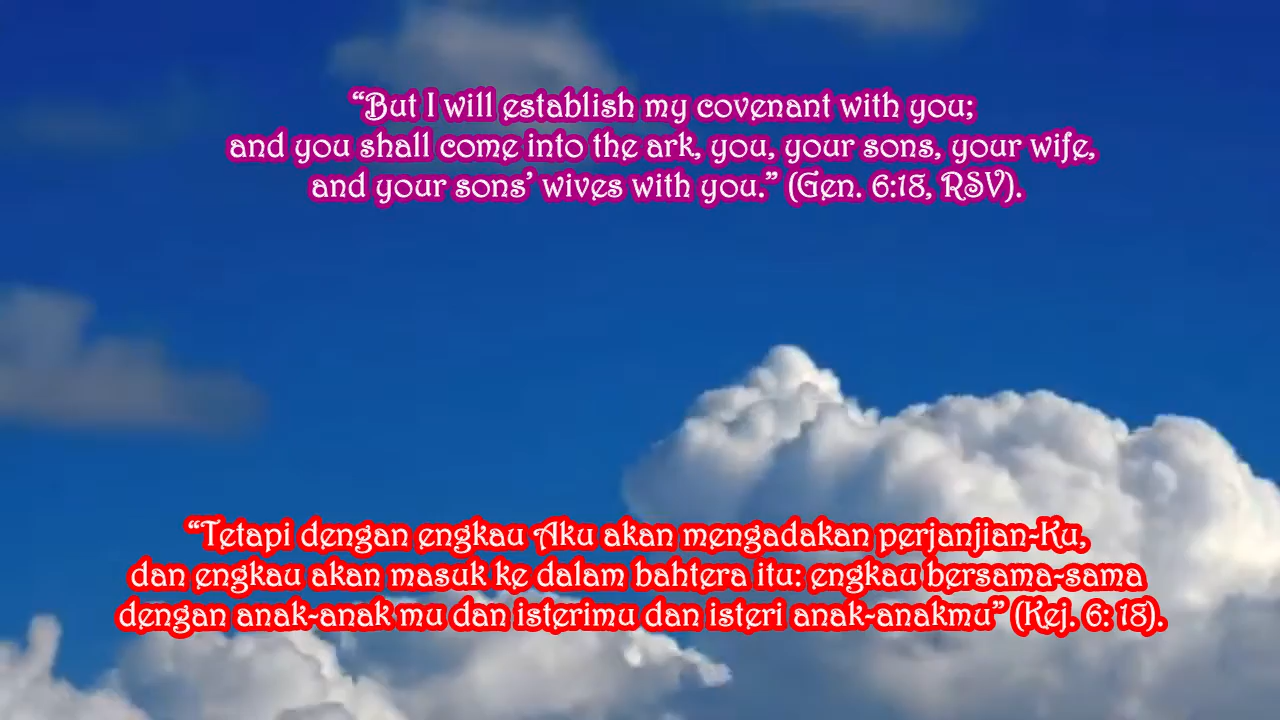 “But I will establish my covenant with you;
and you shall come into the ark, you, your sons, your wife,
and your sons’ wives with you.” (Gen. 6:18, RSV).
“Tetapi dengan engkau Aku akan mengadakan perjanjian-Ku,
dan engkau akan masuk ke dalam bahtera itu: engkau bersama-sama
dengan anak-anak mu dan isterimu dan isteri anak-anakmu” (Kej. 6: 18).